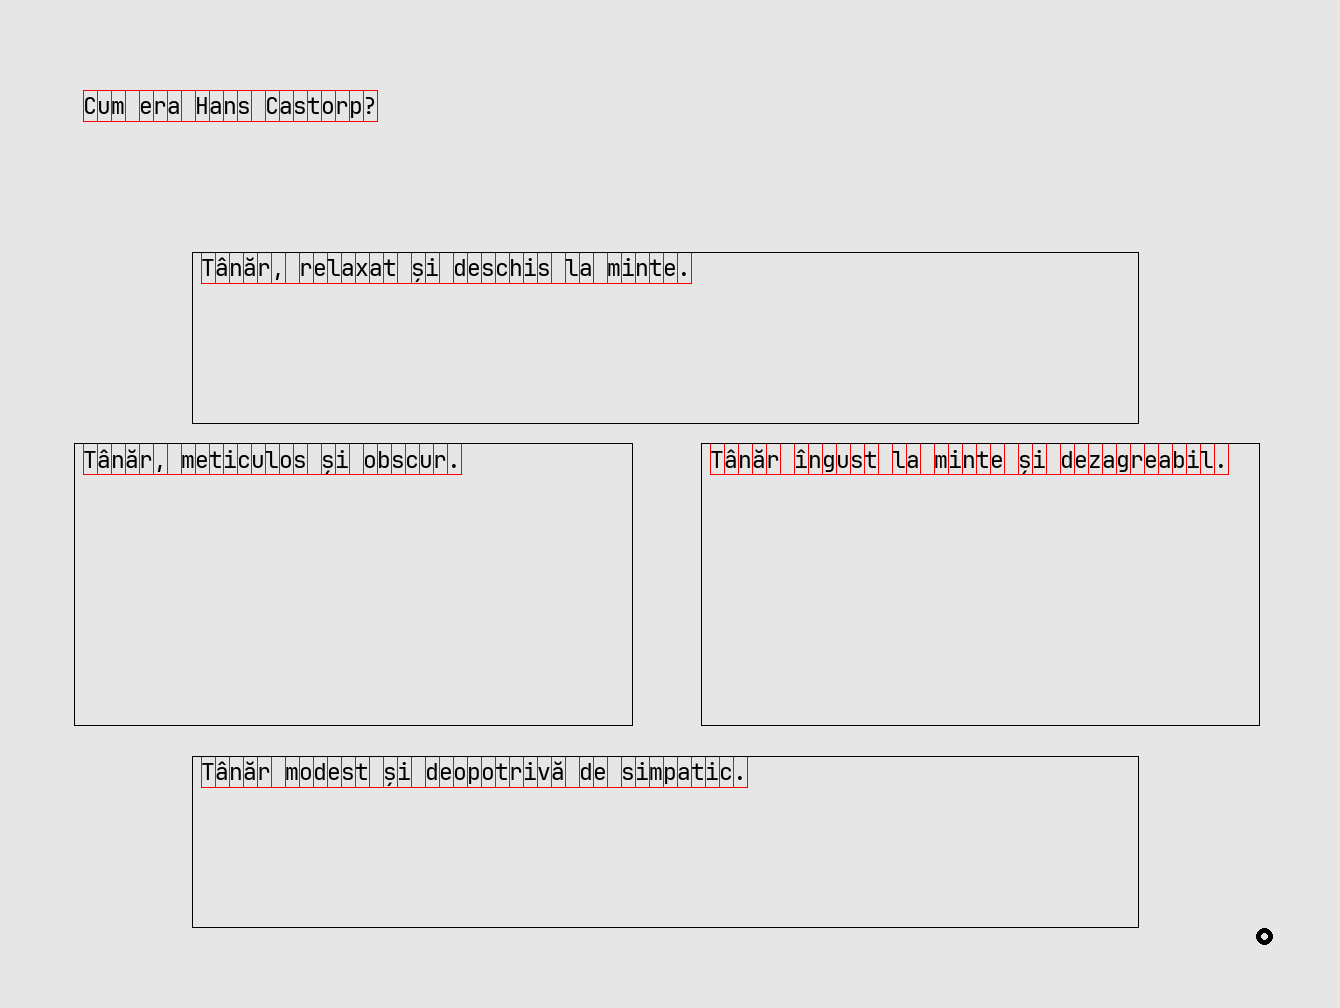 Cum era Hans Castorp?
Tânăr, relaxat și deschis la minte.
Tânăr, meticulos și obscur.
Tânăr îngust la minte și dezagreabil.
Tânăr modest și deopotrivă de simpatic.